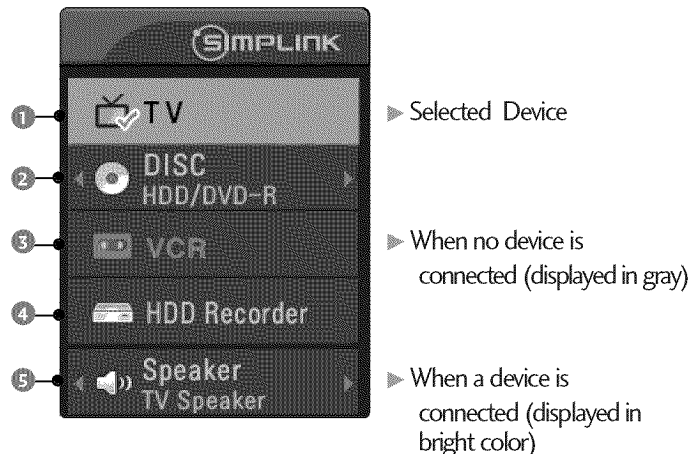 SIMPLINK
1 TV ▶ Selected Device
2 DISC
HDD/DVD-R
3 VCR ▶ When no device is
connected (displayed in gray)
4 HDD Recorder
5 Speaker ▶ When a device is
TV Speaker connected (displayed in
bright color)